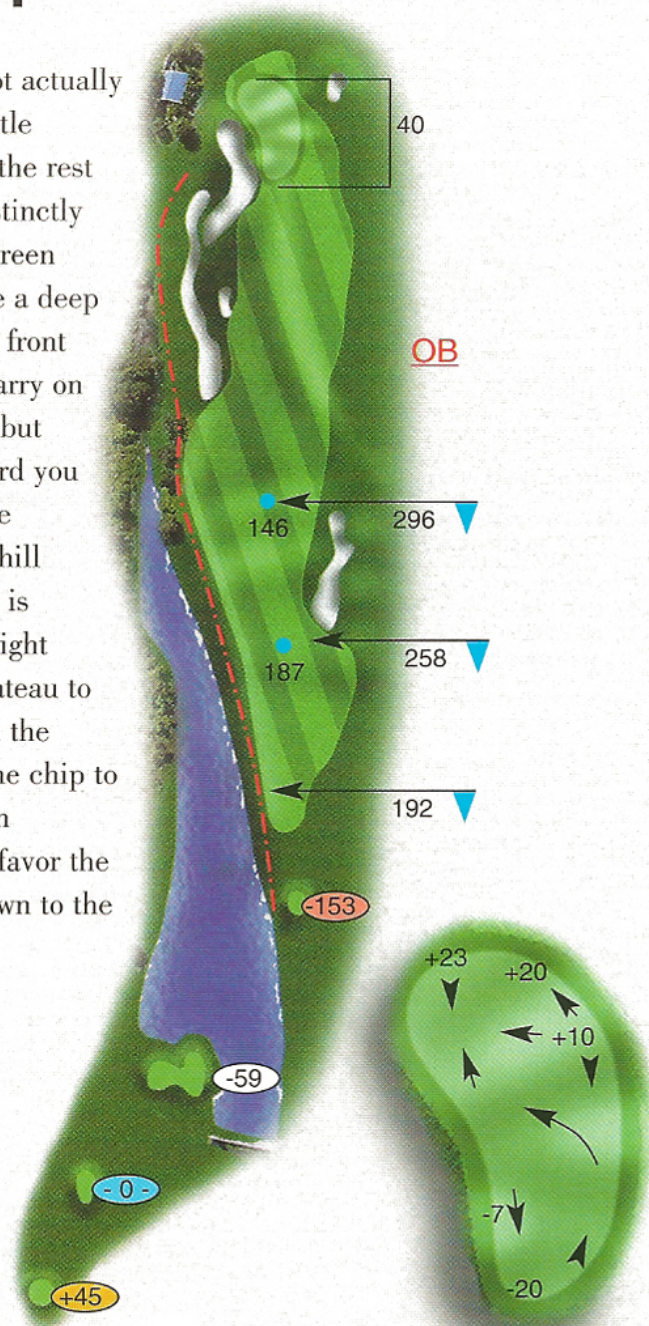 ot actually
tle
the rest
stinctly
reen
e a deep
front
arry on
but
rd you
e
hill
is
ight
ateau to
the
ne chip to
n
favor the
wn to the
40
OB
146
296
187
258
192
-153
-59
- 0 -
+45
+23
+20
+10
-7
-20